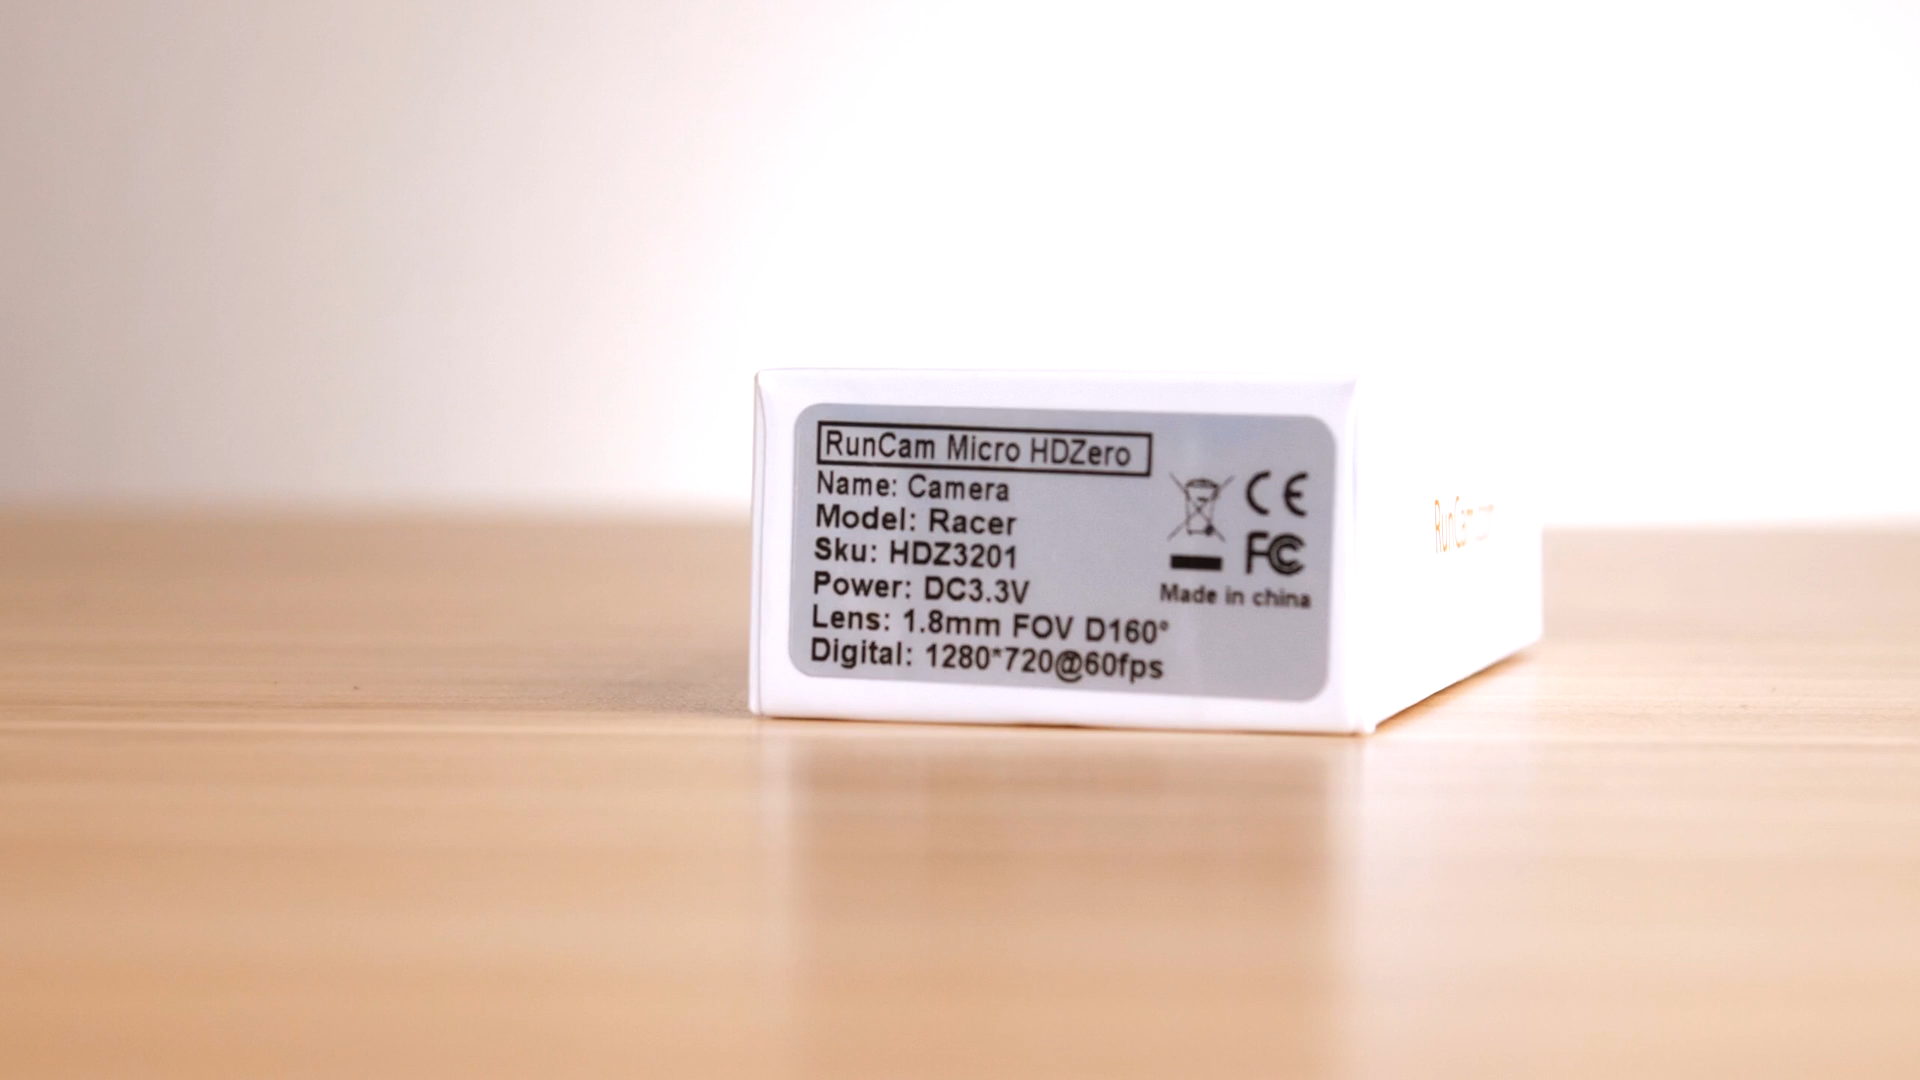 RunCam Micro HDZero
Name: Camera
Model: Racer
Sku: HDZ3201
Power: DC3.3V
Lens: 1.8mm FOV D160°
Digital: 1280*720@60fps
CE
FC
Made in china
RunCam